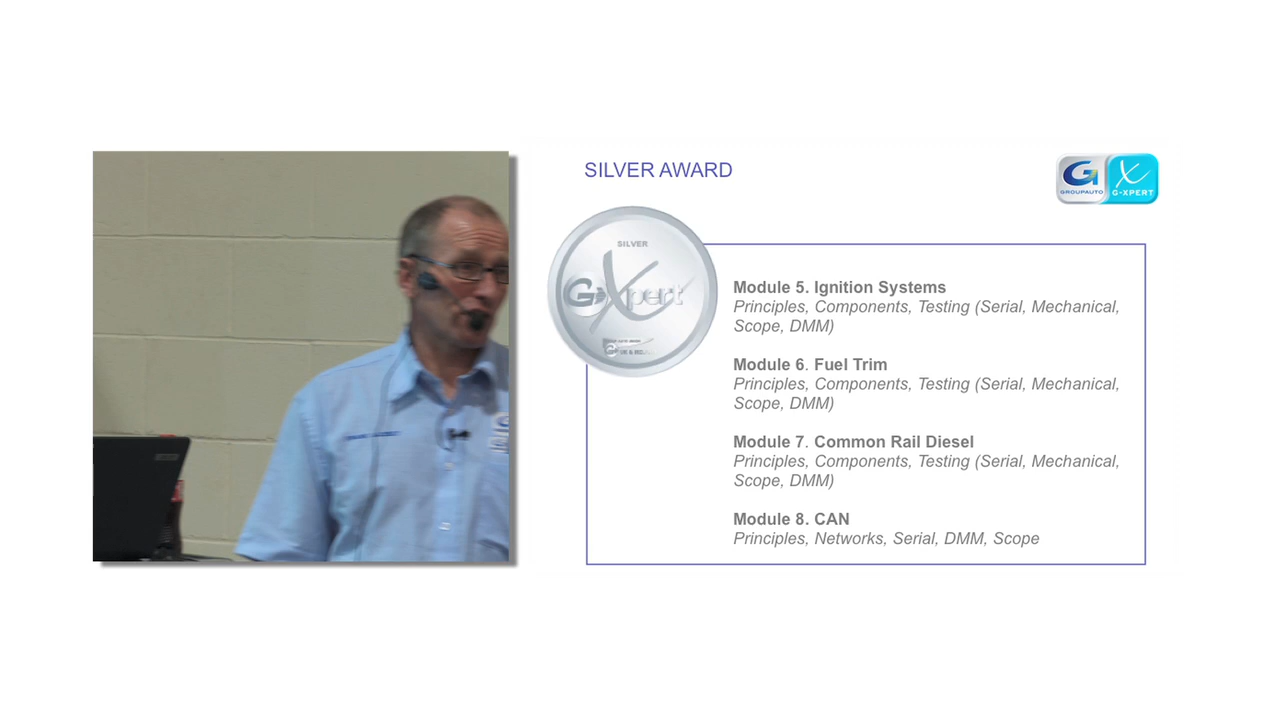 SILVER AWARD
GROUPAUTO
G-XPERT
SILVER
G-Xpert
Module 5. Ignition Systems
Principles, Components, Testing (Serial, Mechanical,
Scope, DMM)
Module 6. Fuel Trim
Principles, Components, Testing (Serial, Mechanical,
Scope, DMM)
Module 7. Common Rail Diesel
Principles, Components, Testing (Serial, Mechanical,
Scope, DMM)
Module 8. CAN
Principles, Networks, Serial, DMM, Scope